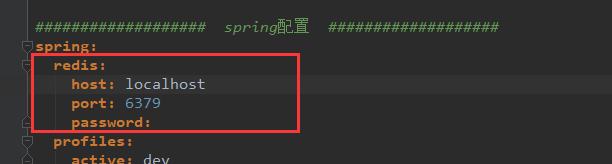 ################### spring配置 ###################
spring:
redis:
host: localhost
port: 6379
password:
profiles:
active: dev